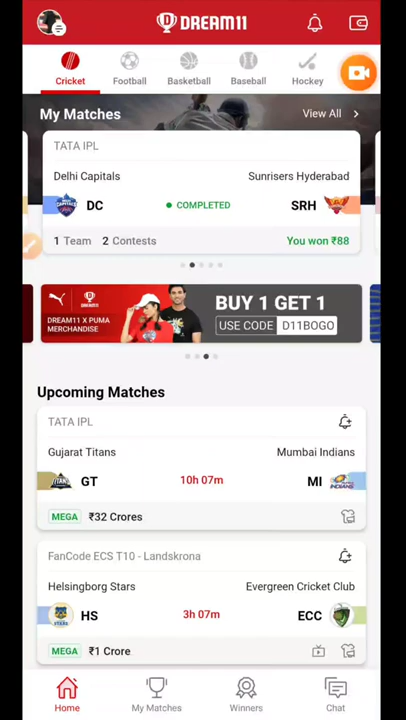 DREAM11
Cricket
Football
Basketball
Baseball
Hockey
My Matches
View All
TATA IPL
Delhi Capitals
Sunrisers Hyderabad
DC
COMPLETED
SRH
1 Team 2 Contests
You won ₹88
DREAM11 X PUMA
MERCHANDISE
BUY 1 GET 1
USE CODE D11BOGO
Upcoming Matches
TATA IPL
Gujarat Titans
Mumbai Indians
GT
10h 07m
MI
MEGA ₹32 Crores
FanCode ECS T10 - Landskrona
Helsingborg Stars
Evergreen Cricket Club
HS
3h 07m
ECC
MEGA ₹1 Crore
Home
My Matches
Winners
Chat